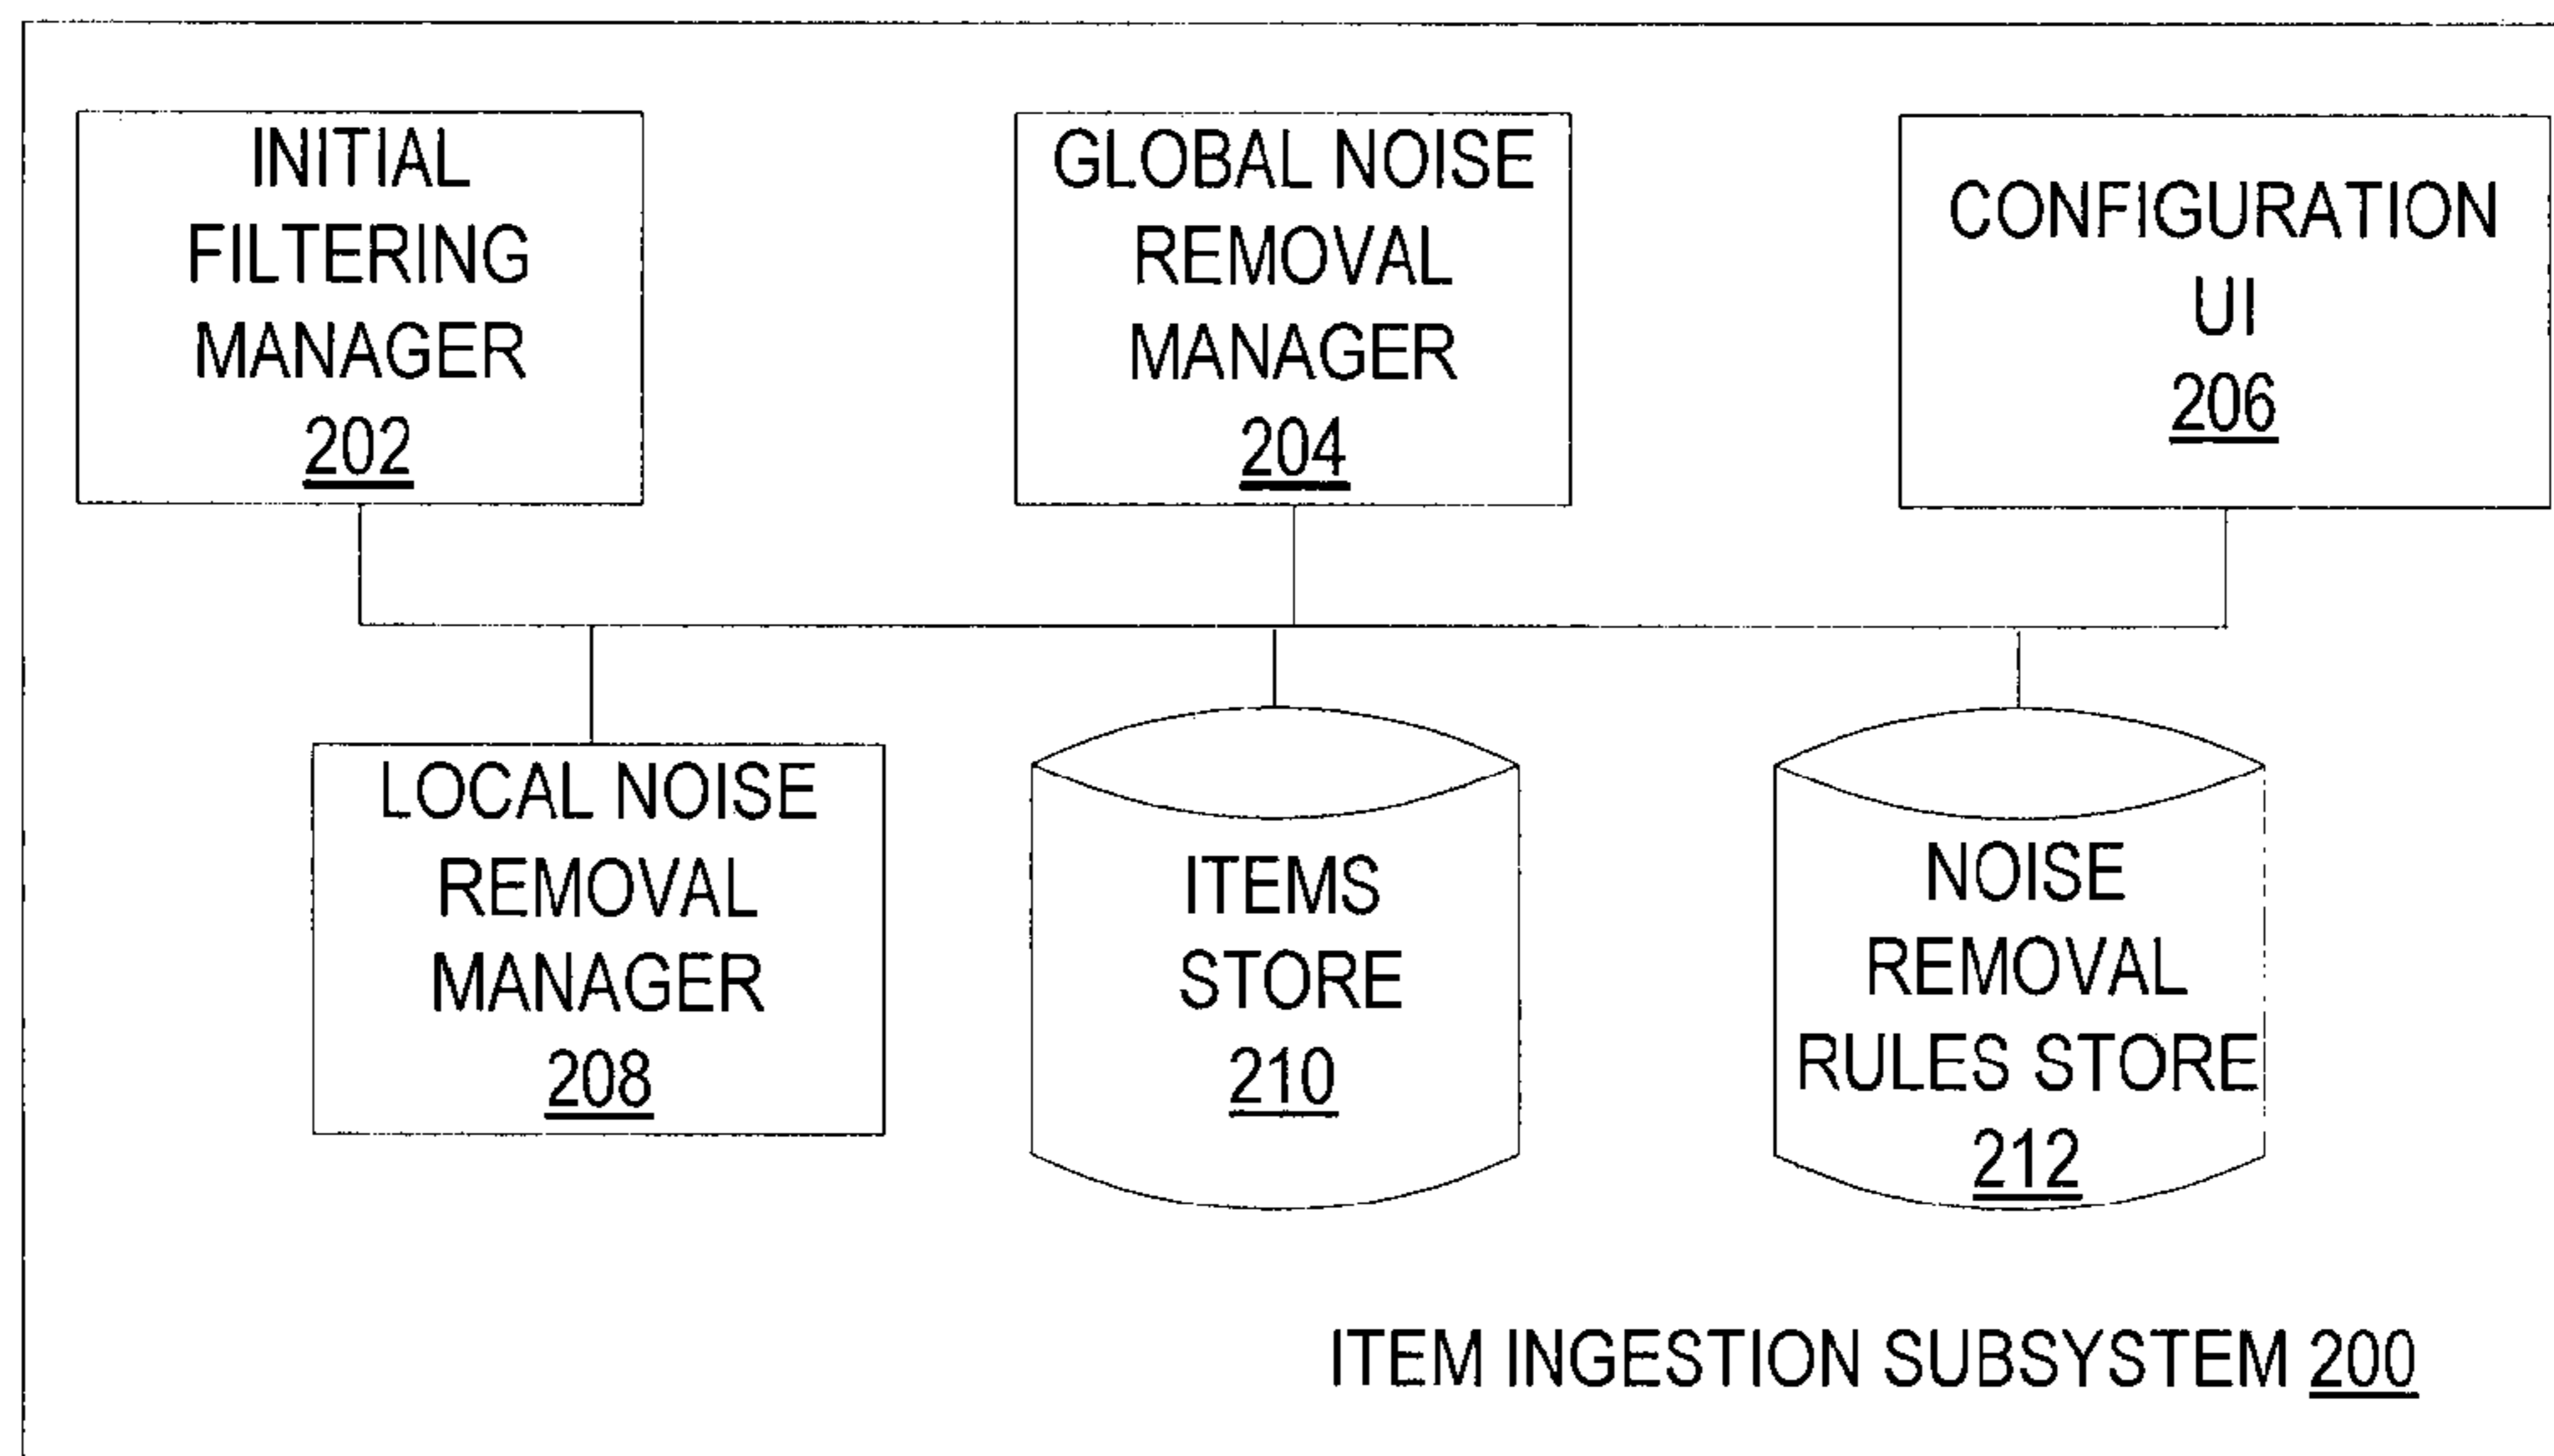 INITIAL
FILTERING
MANAGER
202
GLOBAL NOISE
REMOVAL
MANAGER
204
CONFIGURATION
UI
206
LOCAL NOISE
REMOVAL
MANAGER
208
ITEMS
STORE
210
NOISE
REMOVAL
RULES STORE
212
ITEM INGESTION SUBSYSTEM 200